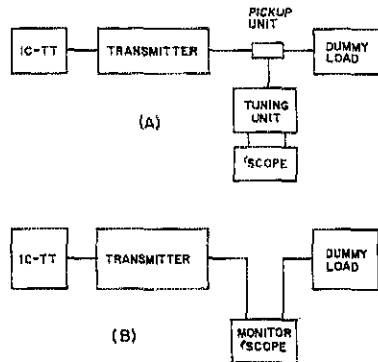 PICKUP
UNIT
IC-TT
TRANSMITTER
DUMMY
LOAD
TUNING
UNIT
'SCOPE
(A)
IC-TT
TRANSMITTER
DUMMY
LOAD
MONITOR
'SCOPE
(B)